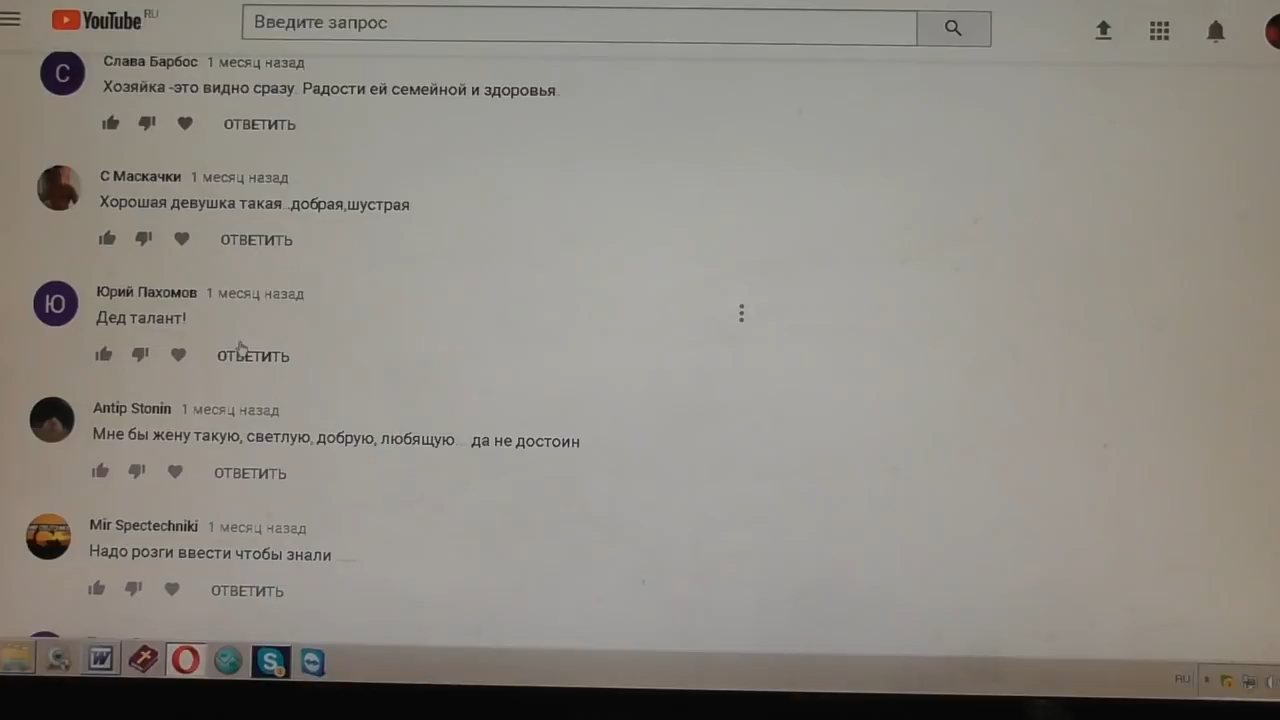 YouTube RU
Введите запрос
С
Слава Барбос 1 месяц назад
Хозяйка -это видно сразу. Радости ей семейной и здоровья.
ОТВЕТИТЬ
С Маскачки 1 месяц назад
Хорошая девушка такая..добрая,шустрая
ОТВЕТИТЬ
Ю
Юрий Пахомов 1 месяц назад
Дед талант!
ОТВЕТИТЬ
Antip Stonin 1 месяц назад
Мне бы жену такую, светлую, добрую, любящую.... да не достоин
ОТВЕТИТЬ
Mir Spectechniki 1 месяц назад
Надо розги ввести чтобы знали ......
ОТВЕТИТЬ
W
S
RU